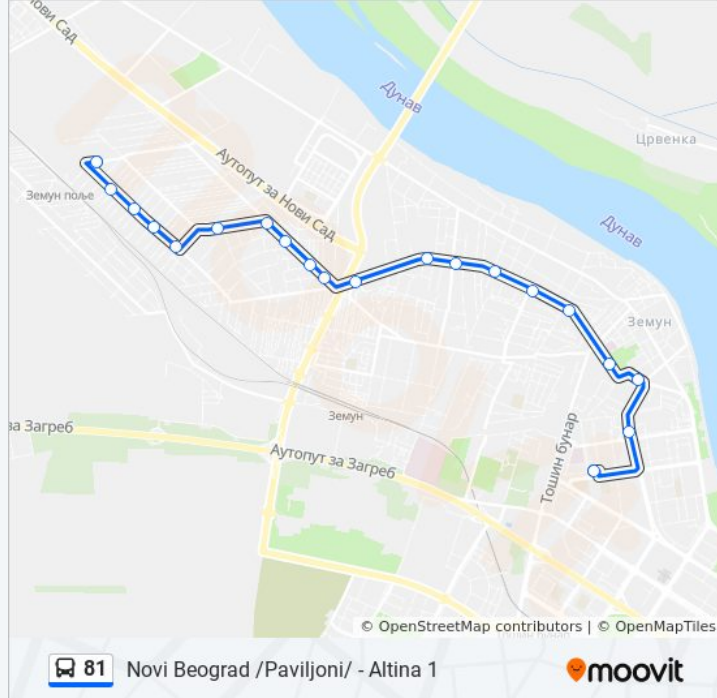 Нови Сад
Дунав
Црвенка
Аутопут за Нови Сад
Земун поље
Дунав
Земун
Земун
за Загреб
Аутопут за Загреб
Тошин бунар
© OpenStreetMap contributors | © OpenMapTiles
81 Novi Beograd /Paviljoni/ - Altina 1
moovit